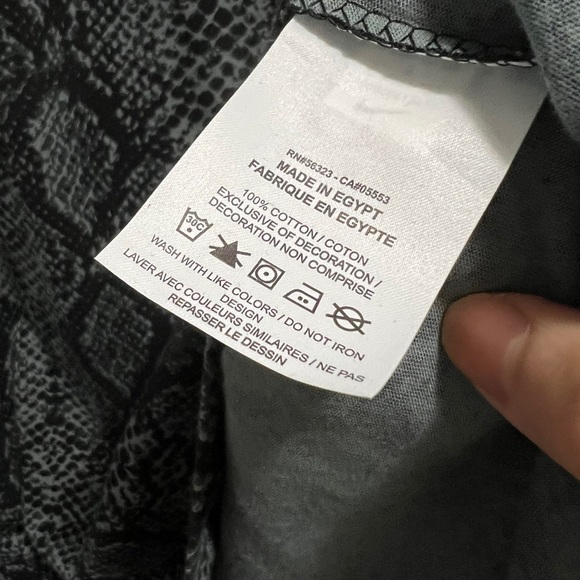 RN#56323 - CA#05553
MADE IN EGYPT
FABRIQUE EN EGYPTE
100% COTTON / COTON
EXCLUSIVE OF DECORATION /
DECORATION NON COMPRISE
30C
WASH WITH LIKE COLORS / DO NOT IRON
DESIGN
LAVER AVEC COULEURS SIMILAIRES / NE PAS
REPASSER LE DESSIN